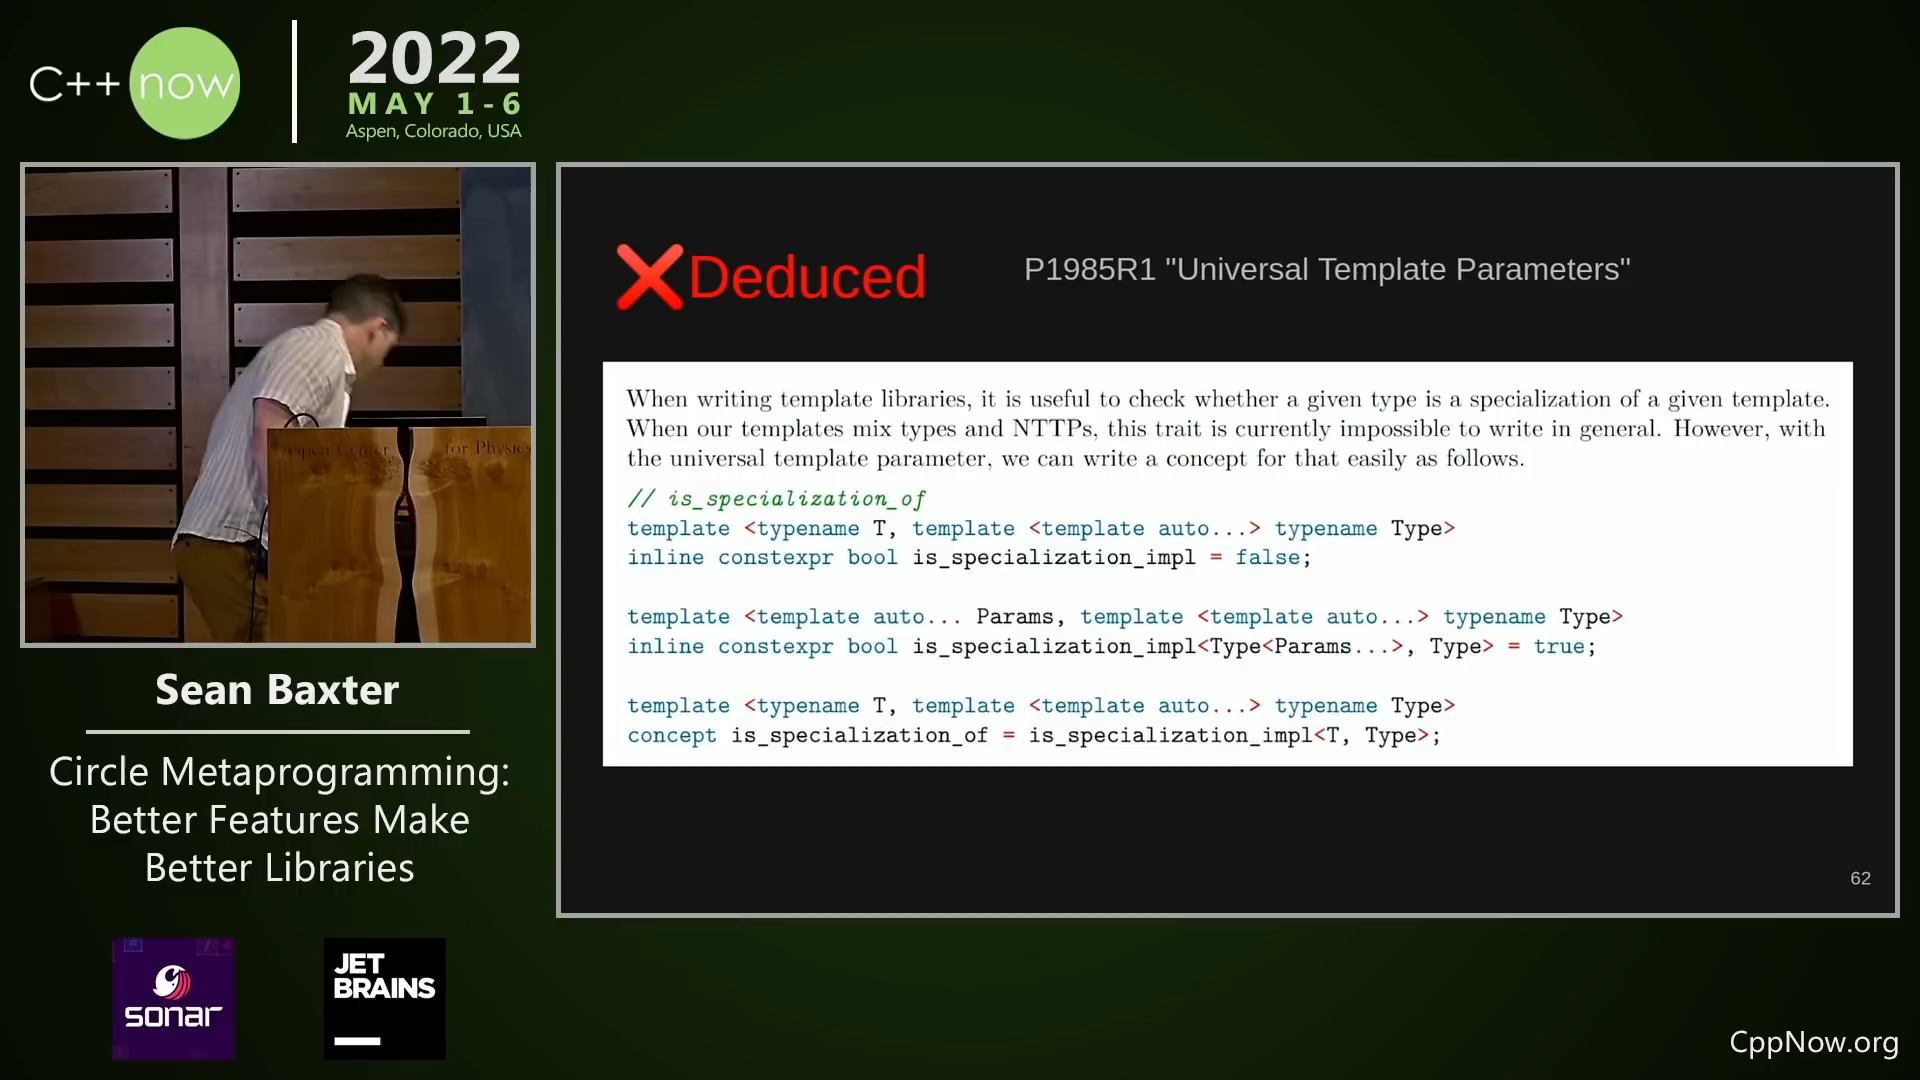 C++ now
2022
MAY 1-6
Aspen, Colorado, USA
Aspen Center for Physics
Sean Baxter
Circle Metaprogramming:
Better Features Make
Better Libraries
sonar
JET
BRAINS
❌Deduced
P1985R1 "Universal Template Parameters"
When writing template libraries, it is useful to check whether a given type is a specialization of a given template.
When our templates mix types and NTTPs, this trait is currently impossible to write in general. However, with
the universal template parameter, we can write a concept for that easily as follows.
// is_specialization_of
template <typename T, template <template auto...> typename Type>
inline constexpr bool is_specialization_impl = false;
template <template auto... Params, template <template auto...> typename Type>
inline constexpr bool is_specialization_impl<Type<Params...>, Type> = true;
template <typename T, template <template auto...> typename Type>
concept is_specialization_of = is_specialization_impl<T, Type>;
62
CppNow.org